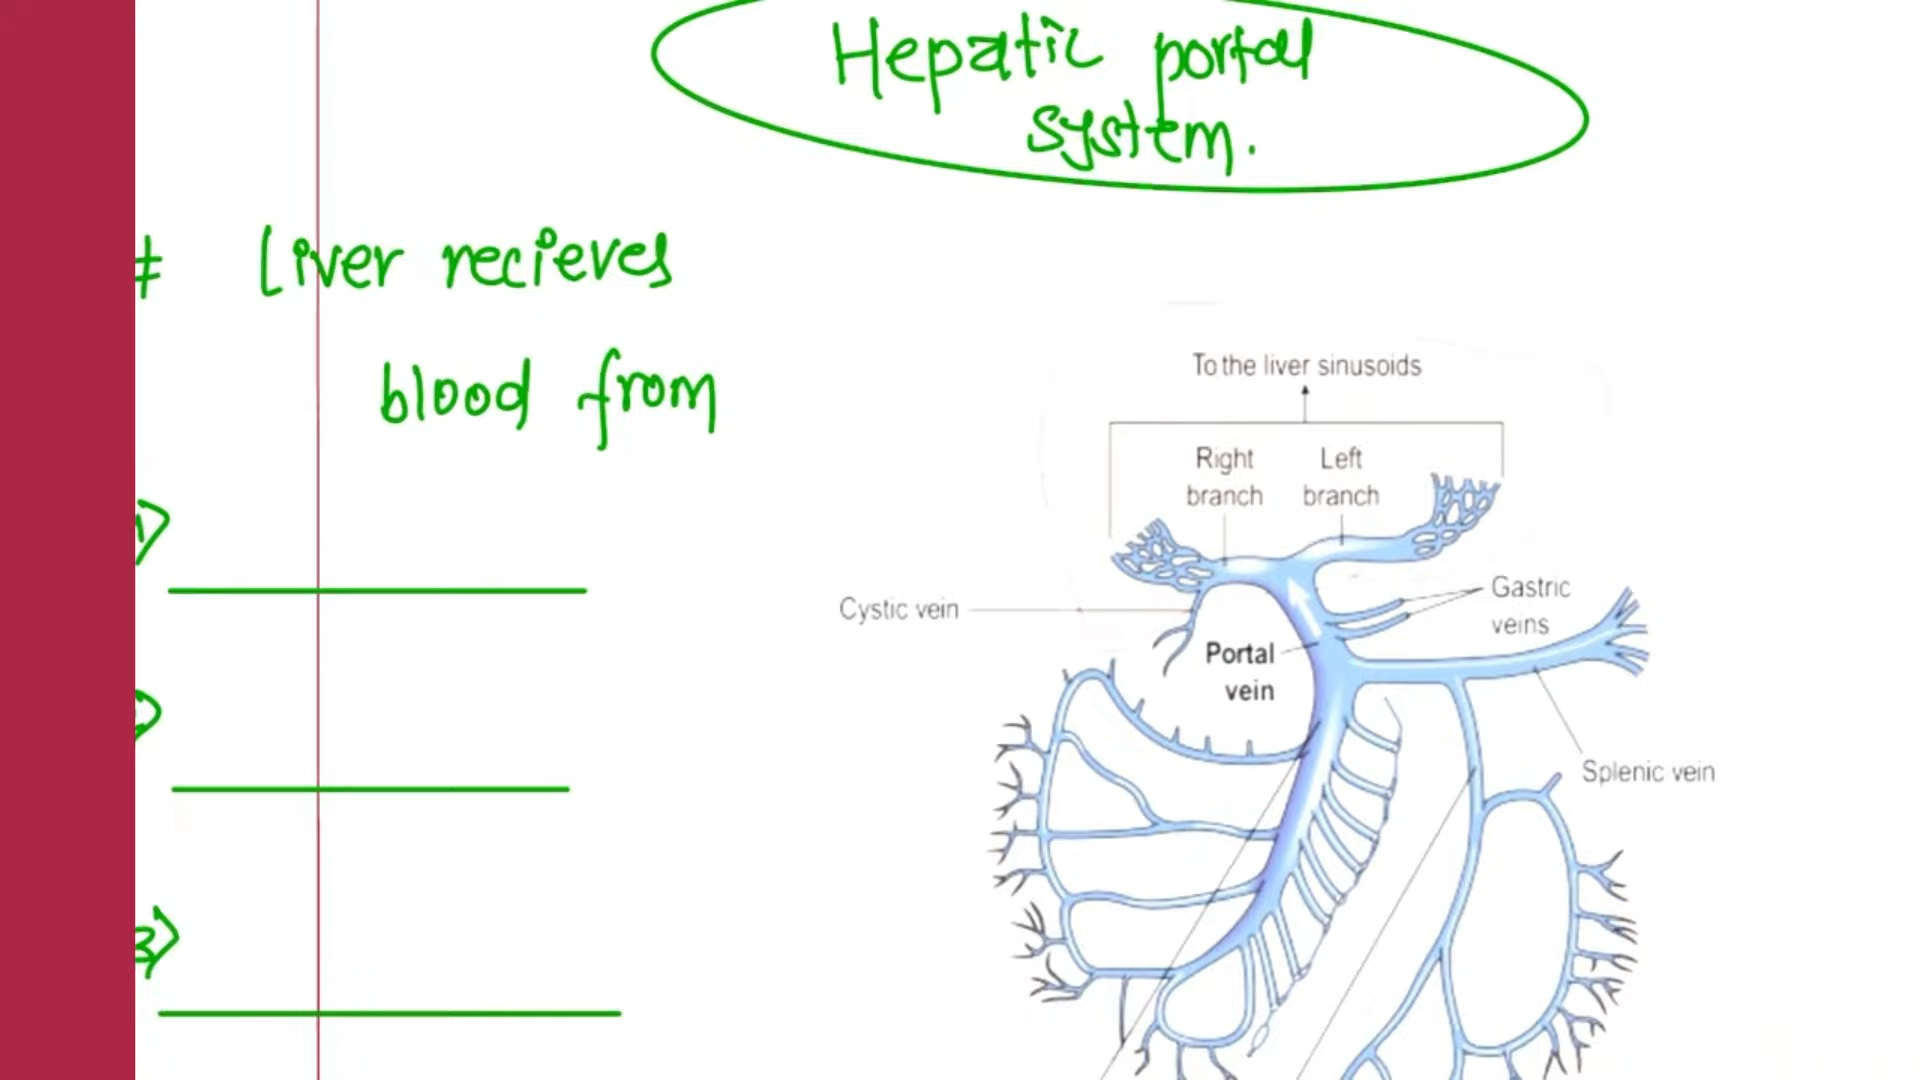 Hepatic portal
system.
# Liver recieves
blood from
1)
3)
To the liver sinusoids
Right
branch
Left
branch
Cystic vein
Gastric
veins
Portal
vein
Splenic vein